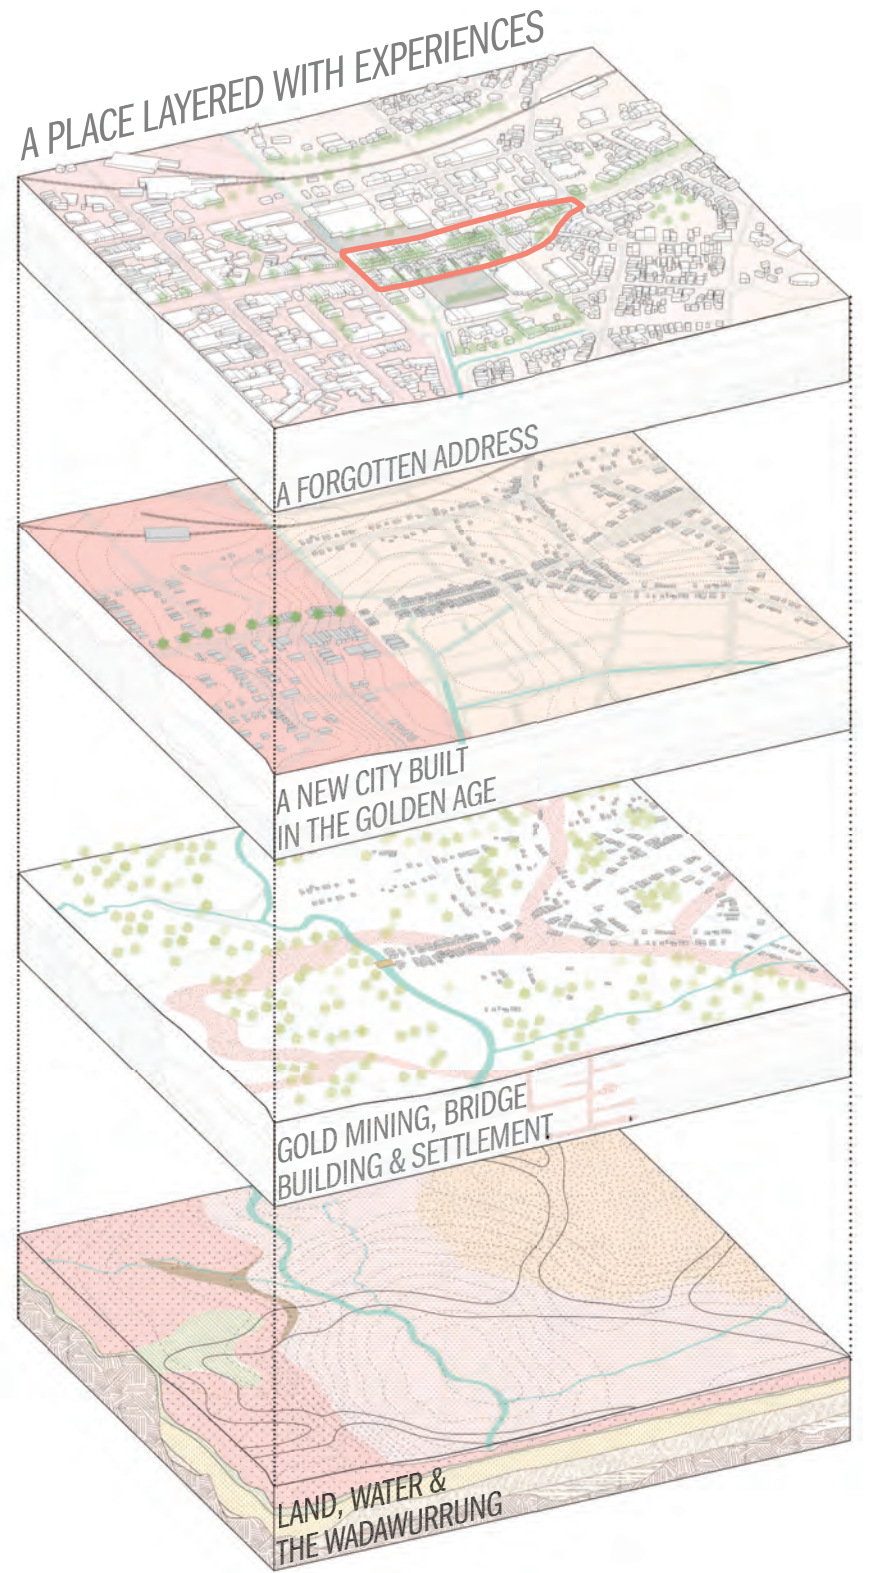 A PLACE LAYERED WITH EXPERIENCES
A FORGOTTEN ADDRESS
A NEW CITY BUILT
IN THE GOLDEN AGE
GOLD MINING, BRIDGE
BUILDING & SETTLEMENT
LAND, WATER &
THE WADAWURRUNG